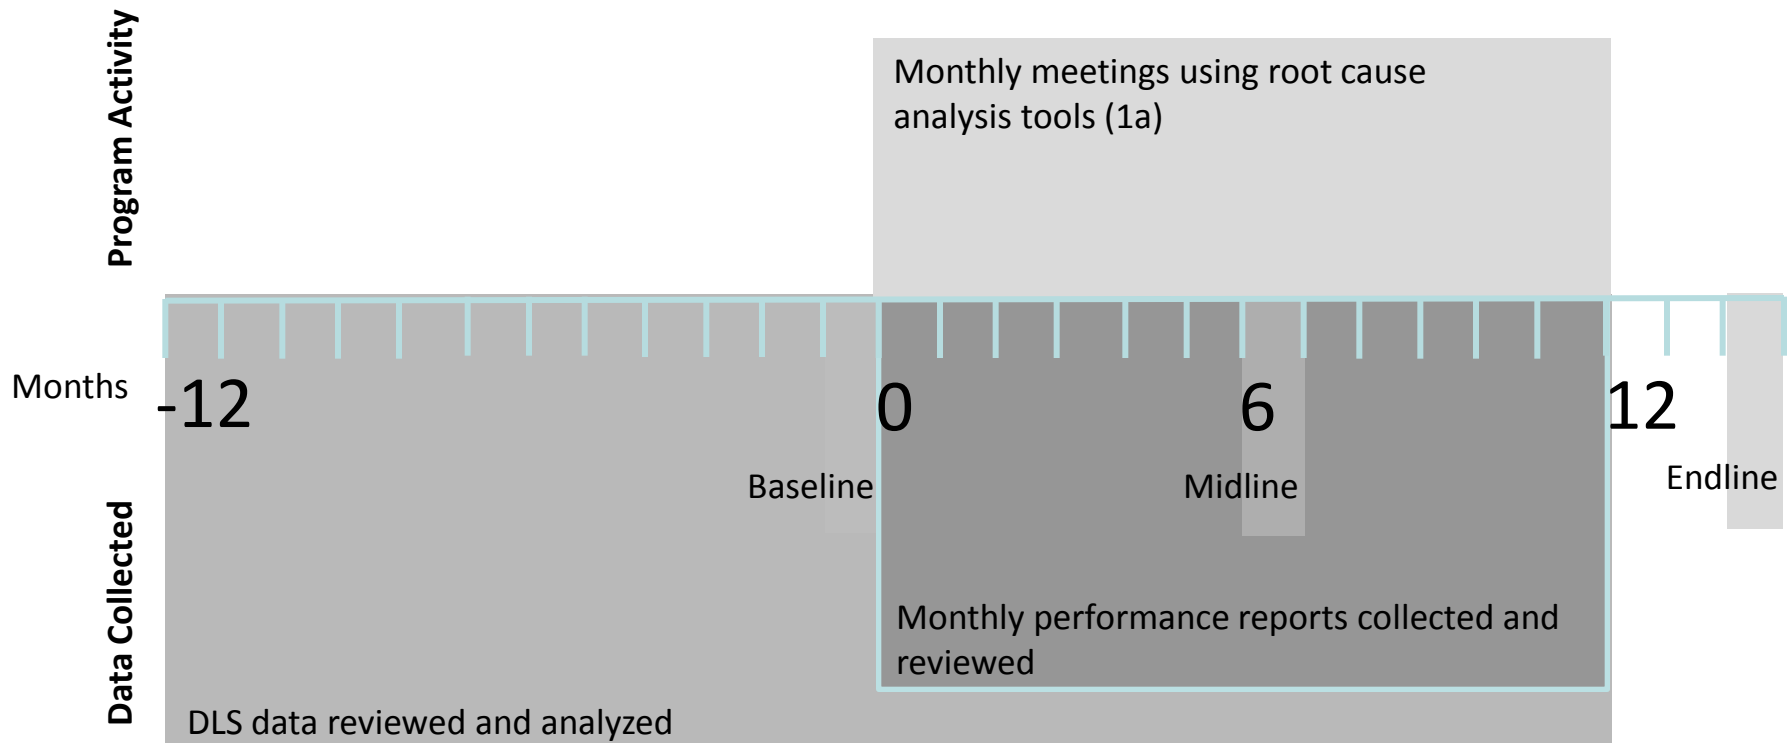 Program Activity
Monthly meetings using root cause
analysis tools (1a)
Months
-12
0
6
12
Baseline
Midline
Endline
Data Collected
Monthly performance reports collected and
reviewed
DLS data reviewed and analyzed